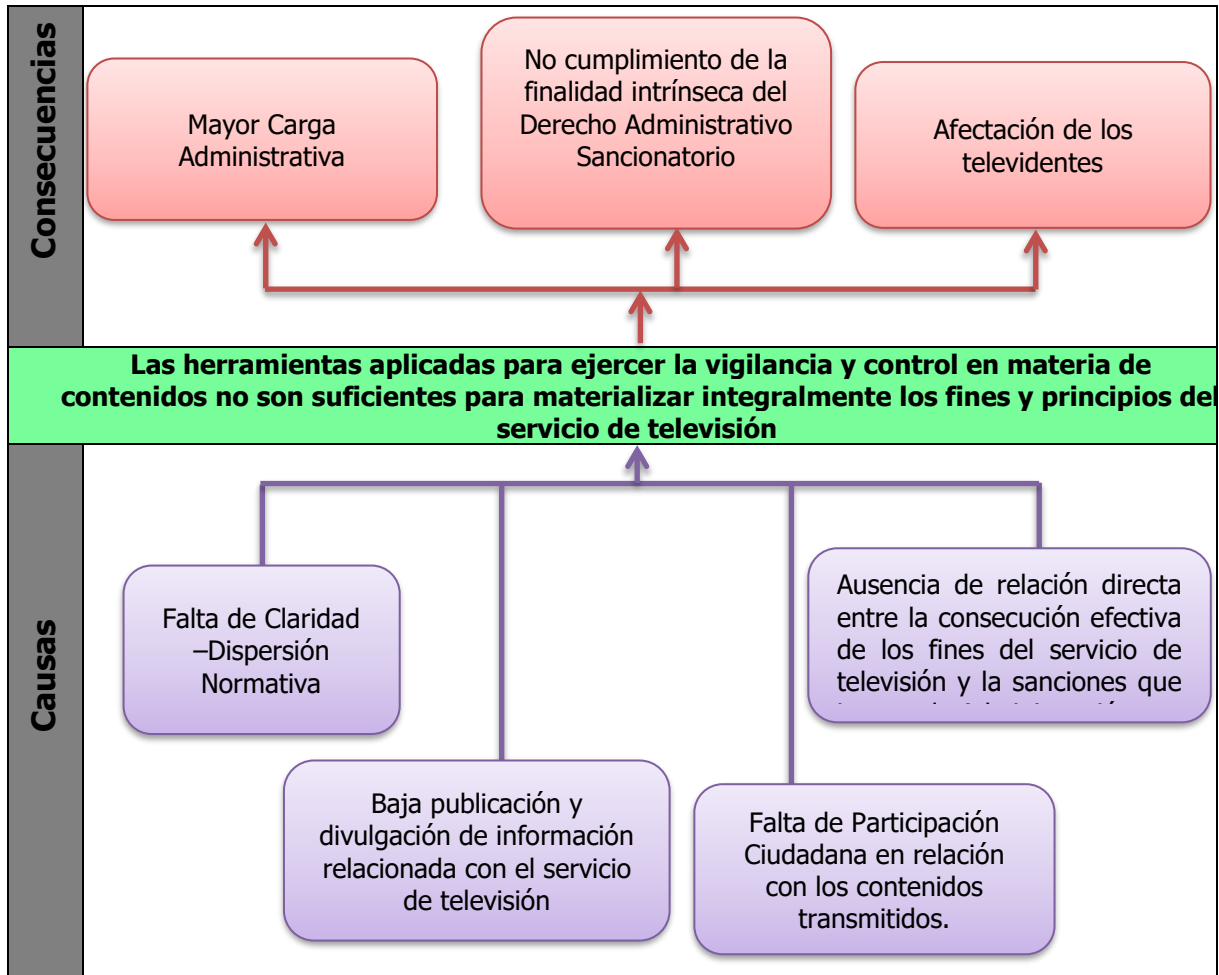 Consecuencias
Mayor Carga
Administrativa
No cumplimiento de la
finalidad intrínseca del
Derecho Administrativo
Sancionatorio
Afectación de los
televidentes
Las herramientas aplicadas para ejercer la vigilancia y control en materia de
contenidos no son suficientes para materializar integralmente los fines y principios del
servicio de televisión
Causas
Falta de Claridad
–Dispersión
Normativa
Baja publicación y
divulgación de información
relacionada con el servicio
de televisión
Falta de Participación
Ciudadana en relación
con los contenidos
transmitidos.
Ausencia de relación directa
entre la consecución efectiva
de los fines del servicio de
televisión y la sanciones que